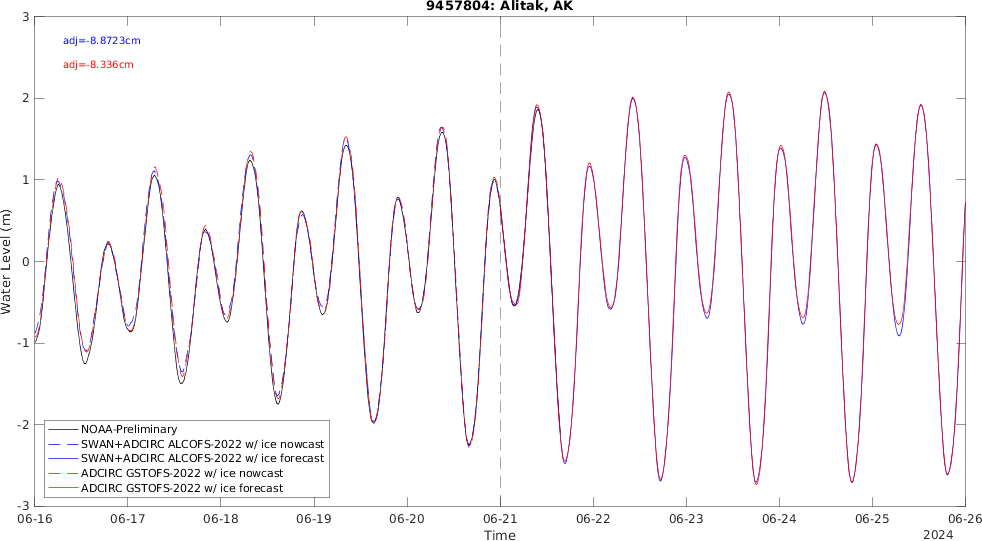 9457804: Alitak, AK
adj=-8.8723cm
adj=-8.336cm
3
2
1
0
-1
-2
-3
Water Level (m)
NOAA-Preliminary
SWAN+ADCIRC ALCOFS-2022 w/ ice nowcast
SWAN+ADCIRC ALCOFS-2022 w/ ice forecast
ADCIRC GSTOFS-2022 w/ ice nowcast
ADCIRC GSTOFS-2022 w/ ice forecast
06-16 06-17 06-18 06-19 06-20 06-21 06-22 06-23 06-24 06-25 06-26
Time
2024